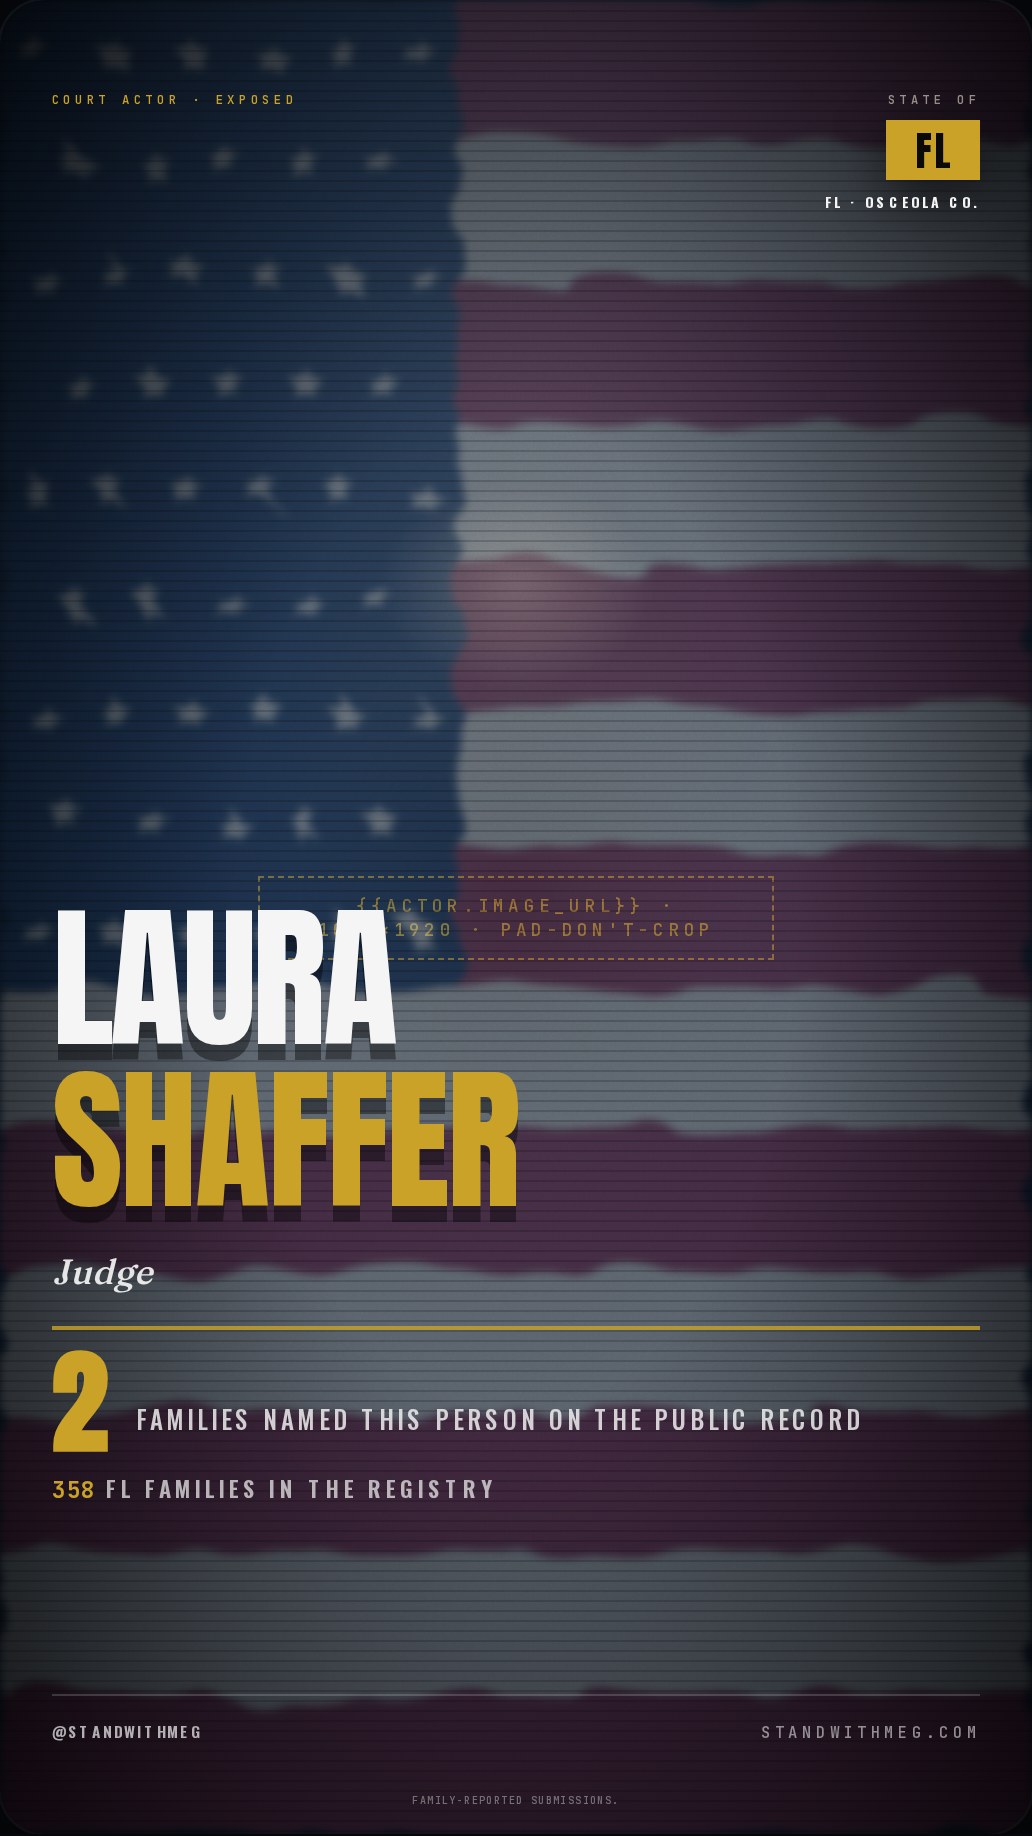 COURT ACTOR · EXPOSED
STATE OF
FL
FL · OSCEOLA CO.
{{ACTOR.IMAGE_URL}} ·
1920 · PAD-DON'T-CROP
LAURA
SHAFFER
Judge
2 FAMILIES NAMED THIS PERSON ON THE PUBLIC RECORD
358 FL FAMILIES IN THE REGISTRY
@STANDWITHMEG
STANDWITHMEG.COM
FAMILY-REPORTED SUBMISSIONS.